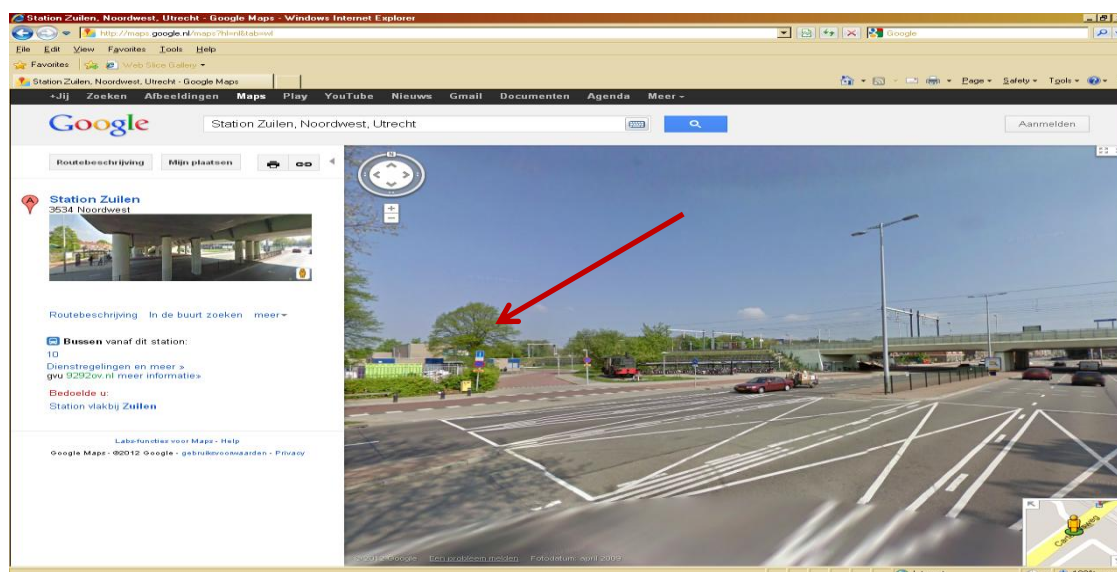 Station Zuilen, Noordwest, Utrecht - Google Maps - Windows Internet Explorer
http://maps.google.nl/maps?hl=nl&tab=wl
Google
File Edit View Favorites Tools Help
Favorites Web Slice Gallery
Station Zuilen, Noordwest, Utrecht - Google Maps
Page Safety Tools
+Jij Zoeken Afbeeldingen Maps Play YouTube Nieuws Gmail Documenten Agenda Meer
Google
Station Zuilen, Noordwest, Utrecht
Aanmelden
Routebeschrijving Mijn plaatsen
N
A
Station Zuilen
3534 Noordwest
Routebeschrijving In de buurt zoeken meer
Bussen vanaf dit station:
10
Dienstregelingen en meer »
gvu 9292ov.nl meer informatie»
Bedoelde u:
Station vlakbij Zuilen
Labs-functies voor Maps - Help
Google Maps - ©2012 Google - gebruiksvoorwaarden - Privacy
© 2012 Google Een probleem melden Fotodatum: april 2009
100%